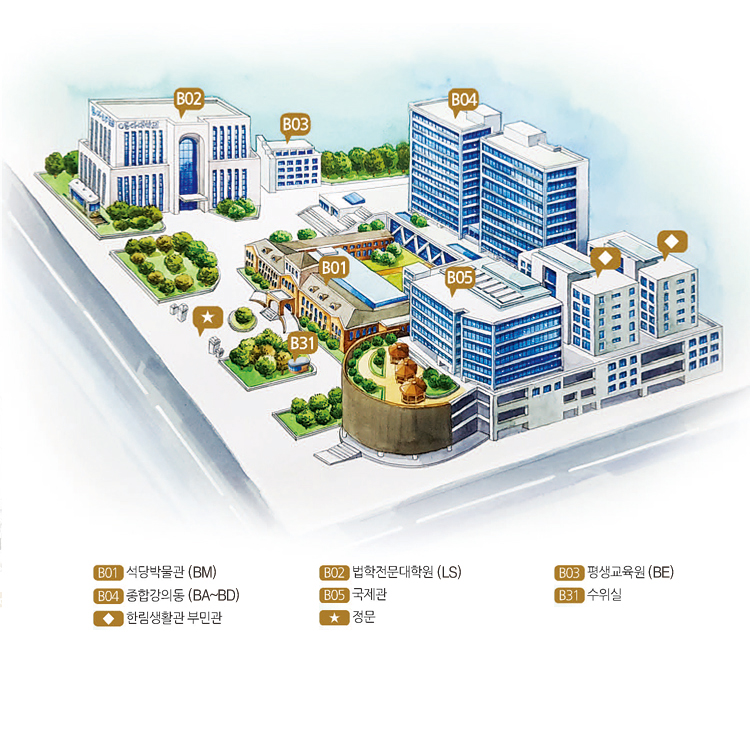 B02
B04
B03
B01
B05
B31
B01 석당박물관 (BM)
B02 법학전문대학원 (LS)
B03 평생교육원 (BE)
B04 종합강의동 (BA~BD)
B05 국제관
B31 수위실
한림생활관 부민관
정문